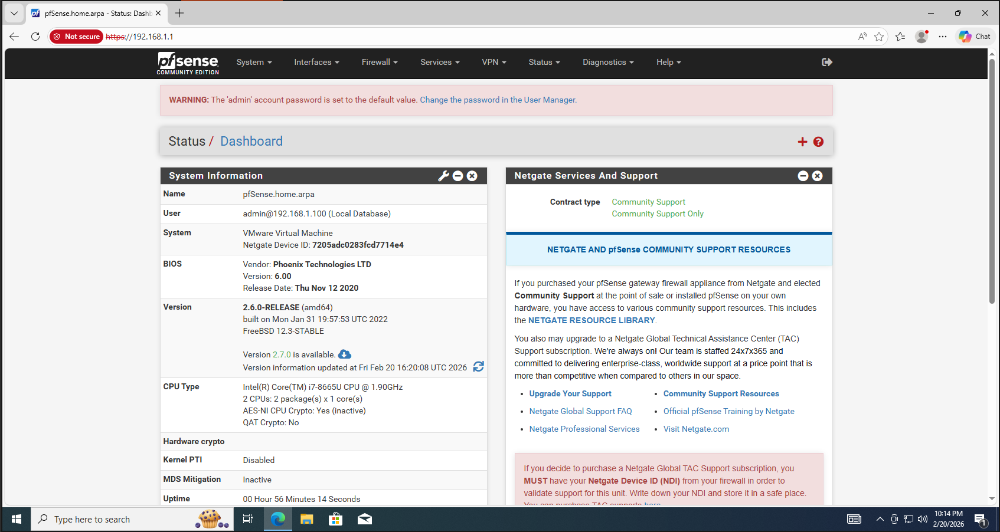 pfSense.home.arpa - Status: Dashb
Not secure https://192.168.1.1
Chat
pfsense
COMMUNITY EDITION
System Interfaces Firewall Services VPN Status Diagnostics Help
WARNING: The 'admin' account password is set to the default value. Change the password in the User Manager.
Status / Dashboard
System Information
Name pfSense.home.arpa
User admin@192.168.1.100 (Local Database)
System VMware Virtual Machine
Netgate Device ID: 7205adc0283fcd7714e4
BIOS Vendor: Phoenix Technologies LTD
Version: 6.00
Release Date: Thu Nov 12 2020
Version 2.6.0-RELEASE (amd64)
built on Mon Jan 31 19:57:53 UTC 2022
FreeBSD 12.3-STABLE
Version 2.7.0 is available.
Version information updated at Fri Feb 20 16:20:08 UTC 2026
CPU Type Intel(R) Core(TM) i7-8665U CPU @ 1.90GHz
2 CPUs: 2 package(s) x 1 core(s)
AES-NI CPU Crypto: Yes (inactive)
QAT Crypto: No
Hardware crypto
Kernel PTI Disabled
MDS Mitigation Inactive
Uptime 00 Hour 56 Minutes 14 Seconds
Netgate Services And Support
Contract type Community Support
Community Support Only
NETGATE AND pfSense COMMUNITY SUPPORT RESOURCES
If you purchased your pfSense gateway firewall appliance from Netgate and elected
Community Support at the point of sale or installed pfSense on your own
hardware, you have access to various community support resources. This includes
the NETGATE RESOURCE LIBRARY.
You also may upgrade to a Netgate Global Technical Assistance Center (TAC)
Support subscription. We're always on! Our team is staffed 24x7x365 and
committed to delivering enterprise-class, worldwide support at a price point that is
more than competitive when compared to others in our space.
Upgrade Your Support
Community Support Resources
Netgate Global Support FAQ
Official pfSense Training by Netgate
Netgate Professional Services
Visit Netgate.com
If you decide to purchase a Netgate Global TAC Support subscription, you
MUST have your Netgate Device ID (NDI) from your firewall in order to
validate support for this unit. Write down your NDI and store it in a safe place.
You can purchase TAC supports here.
Type here to search
10:14 PM
2/20/2026
1